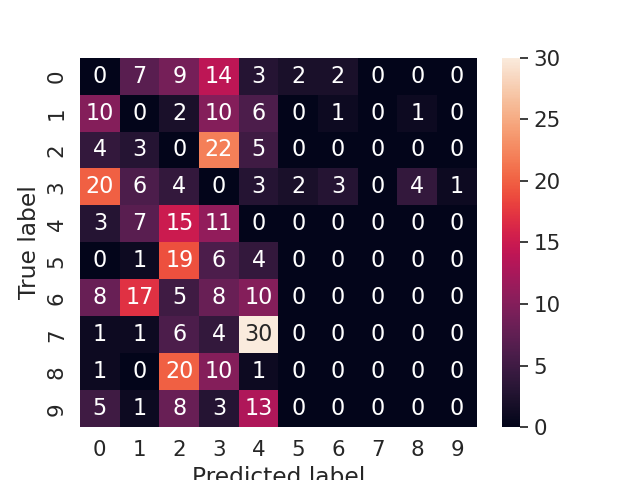 0 0 7 9 14 3 2 2 0 0 0
1 10 0 2 10 6 0 1 0 1 0
2 4 3 0 22 5 0 0 0 0 0
3 20 6 4 0 3 2 3 0 4 1
4 3 7 15 11 0 0 0 0 0 0
5 0 1 19 6 4 0 0 0 0 0
6 8 17 5 8 10 0 0 0 0 0
7 1 1 6 4 30 0 0 0 0 0
8 1 0 20 10 1 0 0 0 0 0
9 5 1 8 3 13 0 0 0 0 0
0 1 2 3 4 5 6 7 8 9
Predicted label
True label
30
25
20
15
10
5
0